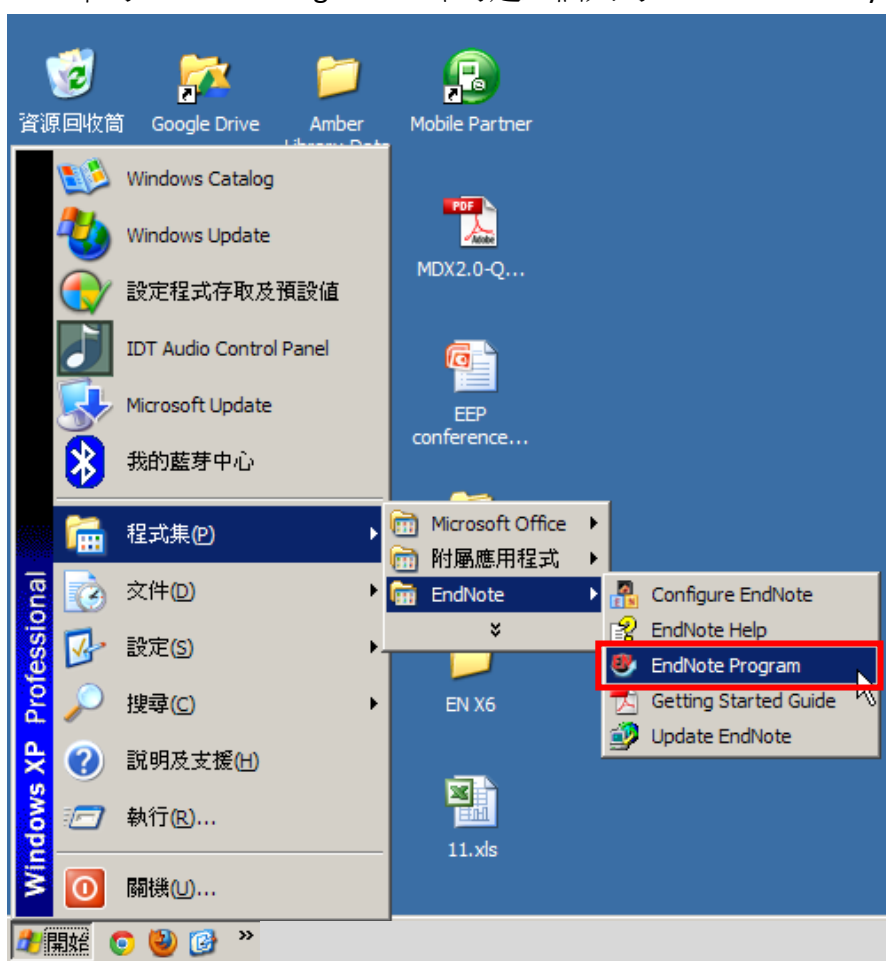 資源回收筒
Google Drive
Amber
Mobile Partner
Windows Catalog
Windows Update
PDF
Adobe
MDX2.0-Q...
設定程式存取及預設值
IDT Audio Control Panel
Microsoft Update
EEP
conference...
我的藍芽中心
程式集(P)
Microsoft Office
附屬應用程式
EndNote
文件(D)
Configure EndNote
EndNote Help
設定(S)
EndNote Program
搜尋(C)
EN X6
Getting Started Guide
Update EndNote
說明及支援(H)
執行(R)...
11.xls
關機(U)...
Windows XP Professional
開始